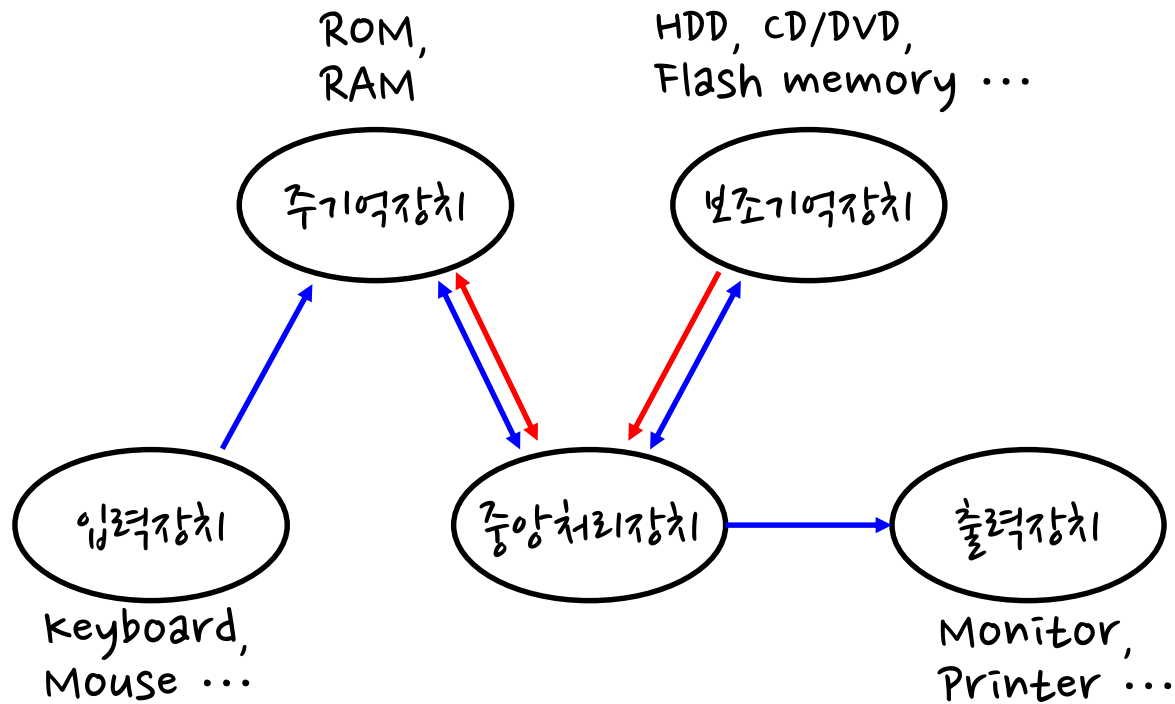 ROM,
RAM
HDD, CD/DVD,
Flash memory ⋯
주기억장치
보조기억장치
입력장치
중앙처리장치
출력장치
Keyboard,
Mouse ⋯
Monitor,
Printer ⋯